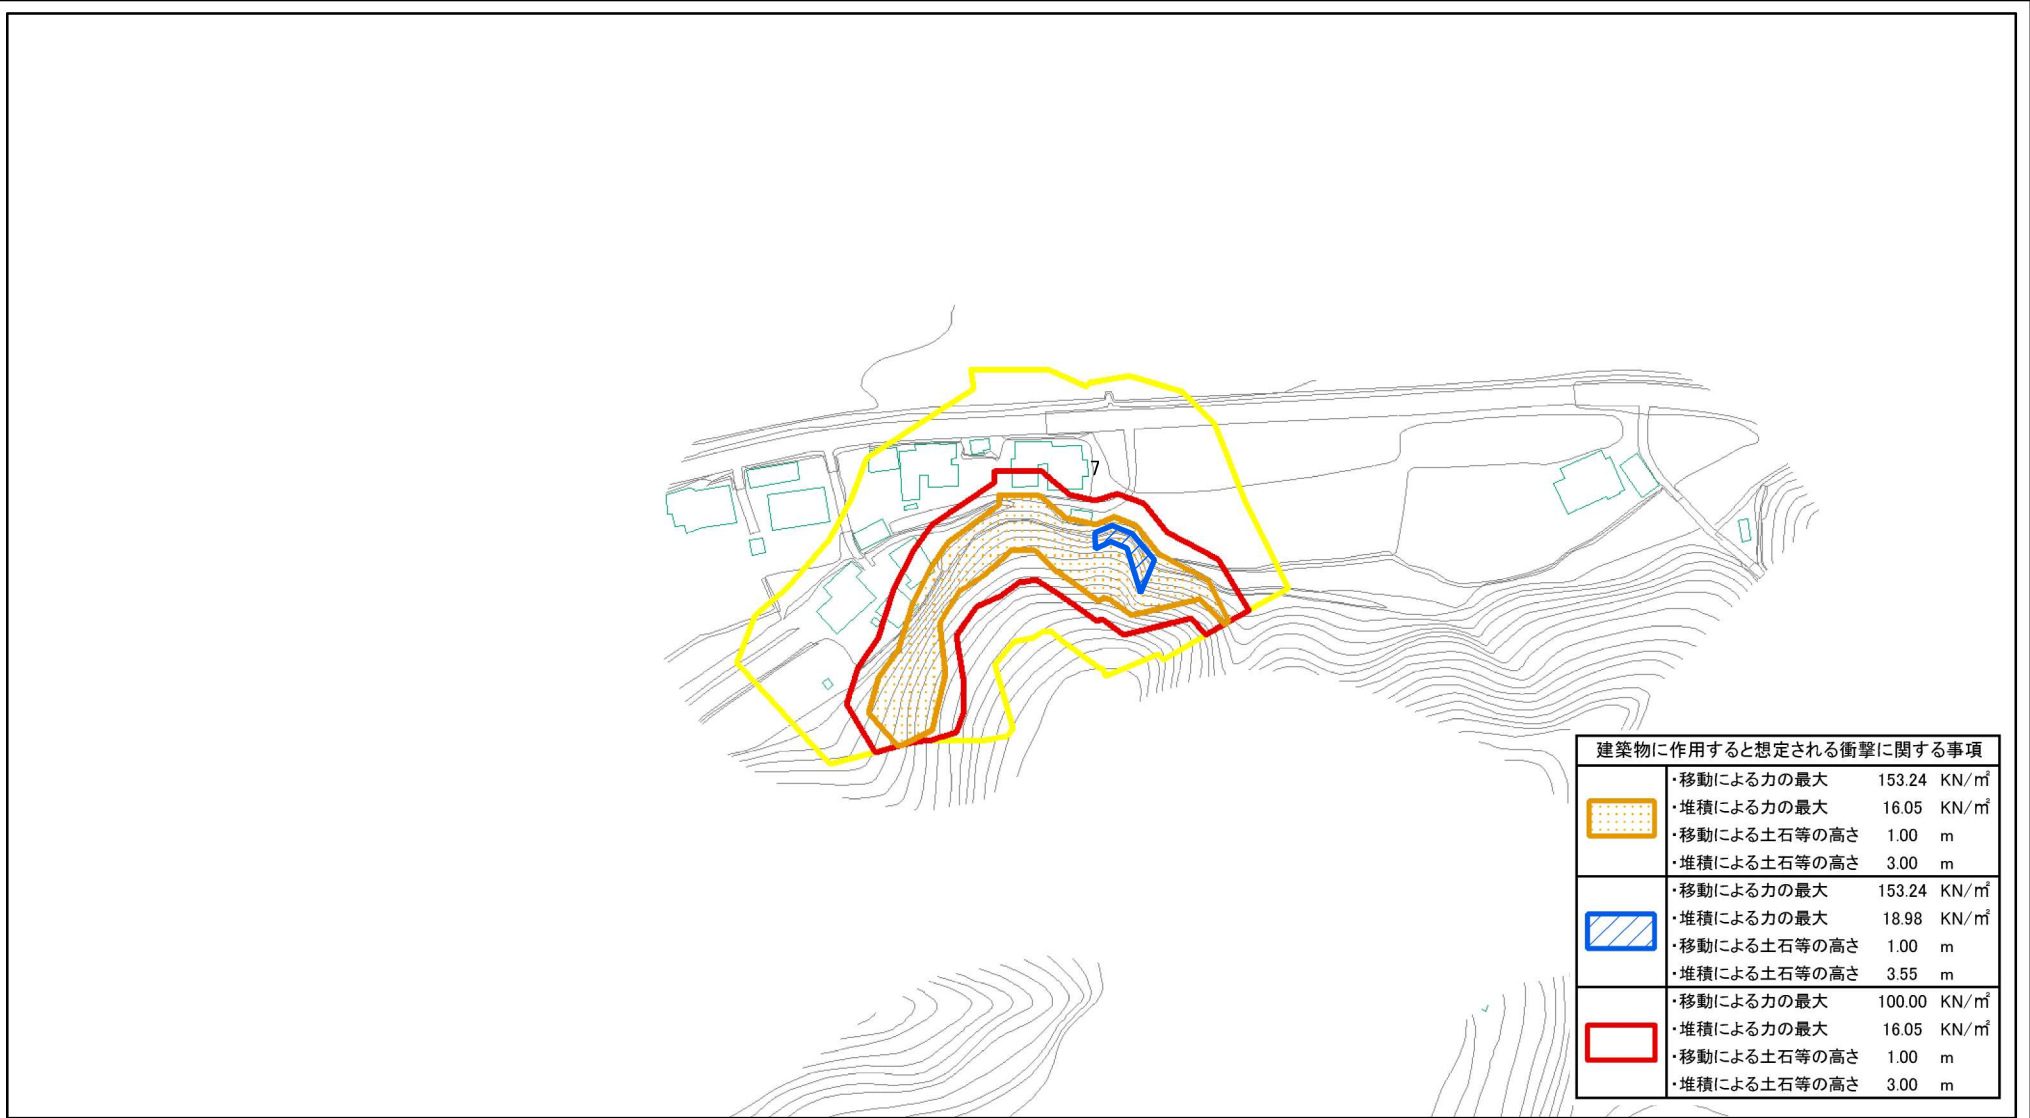 7
建築物に作用すると想定される衝撃に関する事項
・移動による力の最大 153.24 KN/㎡
・堆積による力の最大 16.05 KN/㎡
・移動による土石等の高さ 1.00 m
・堆積による土石等の高さ 3.00 m
・移動による力の最大 153.24 KN/㎡
・堆積による力の最大 18.98 KN/㎡
・移動による土石等の高さ 1.00 m
・堆積による土石等の高さ 3.55 m
・移動による力の最大 100.00 KN/㎡
・堆積による力の最大 16.05 KN/㎡
・移動による土石等の高さ 1.00 m
・堆積による土石等の高さ 3.00 m